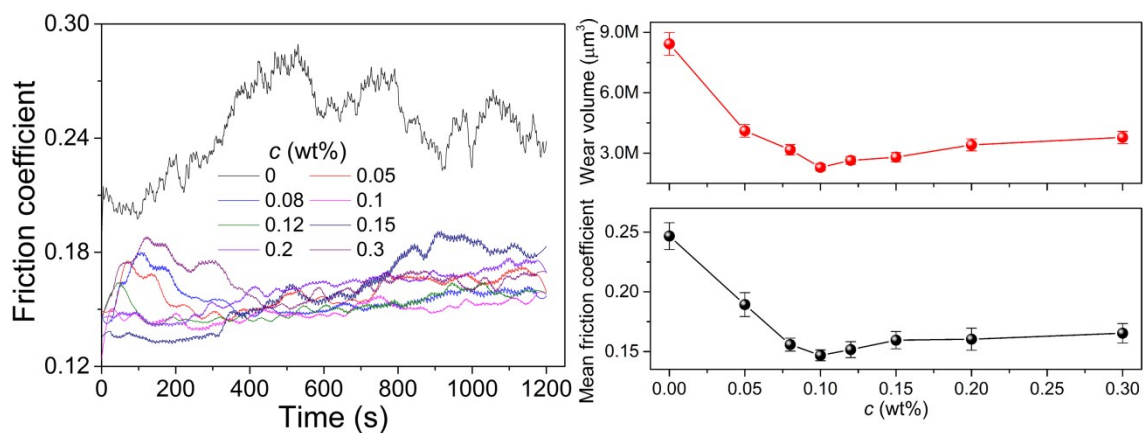 0.30
0.24
0.18
0.12
Friction coefficient
c (wt%)
0 0.05
0.08 0.1
0.12 0.15
0.2 0.3
0 200 400 600 800 1000 1200
Time (s)
9.0M
6.0M
3.0M
Wear volume (μm³)
0.25
0.20
0.15
Mean friction coefficient
0.00 0.05 0.10 0.15 0.20 0.25 0.30
c (wt%)